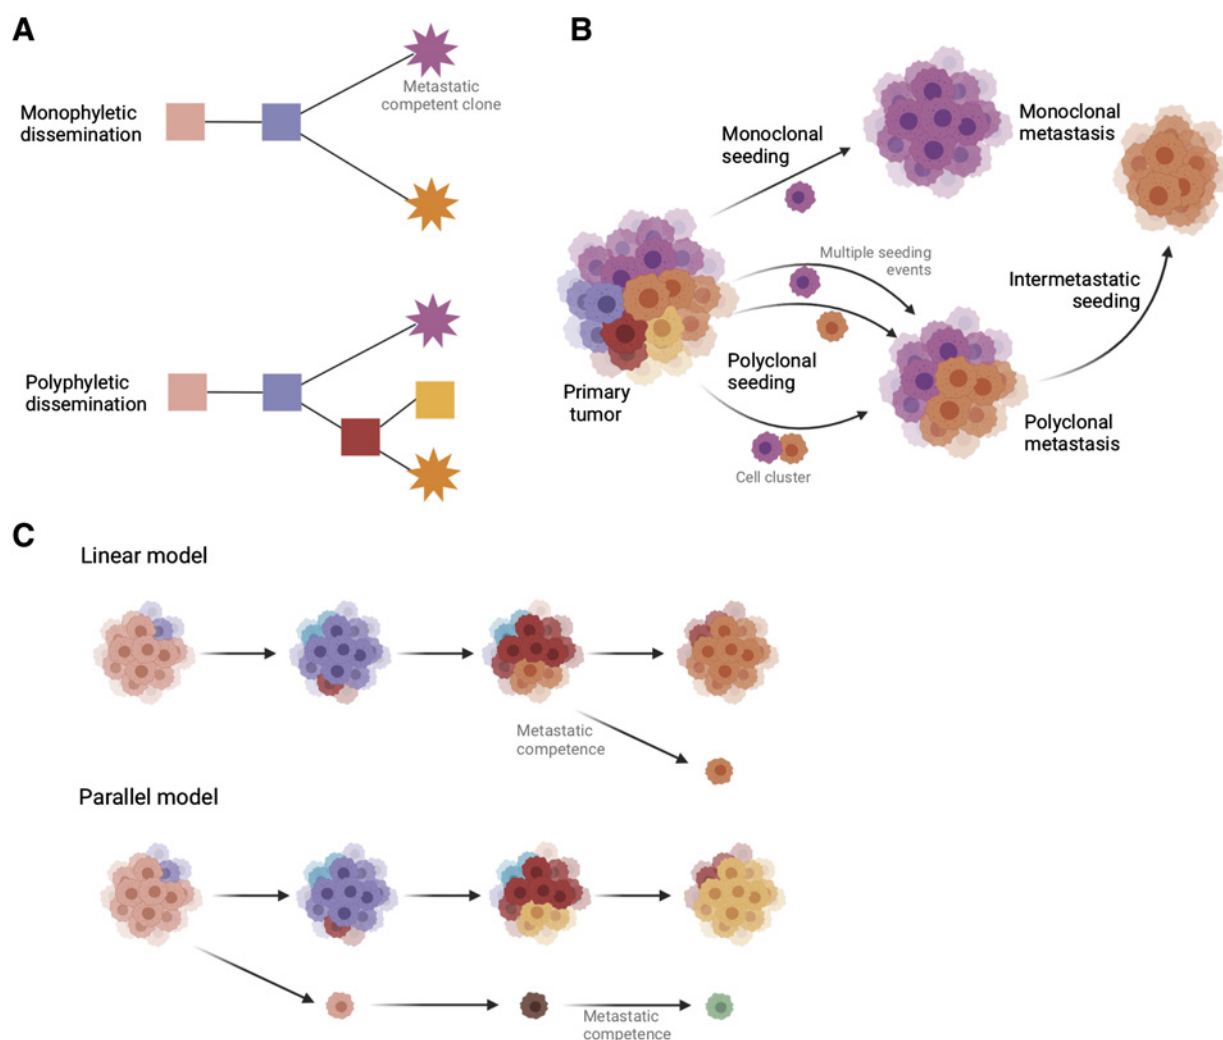 A
Monophyletic
dissemination
Metastatic
competent clone
Polyphyletic
dissemination
B
Monoclonal
seeding
Monoclonal
metastasis
Multiple seeding
events
Intermetastatic
seeding
Polyclonal
seeding
Primary
tumor
Polyclonal
metastasis
Cell cluster
C
Linear model
Metastatic
competence
Parallel model
Metastatic
competence